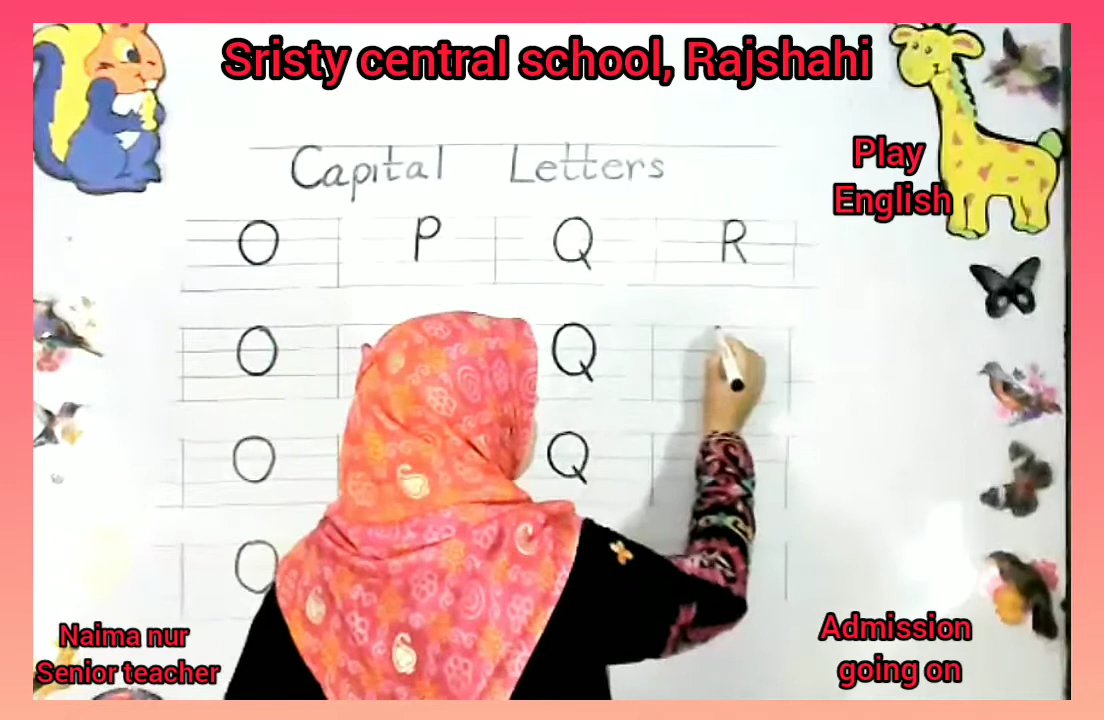 Sristy central school, Rajshahi
Play
English
Capital Letters
O P Q R
O Q
O Q
O
Naima nur
Senior teacher
Admission
going on